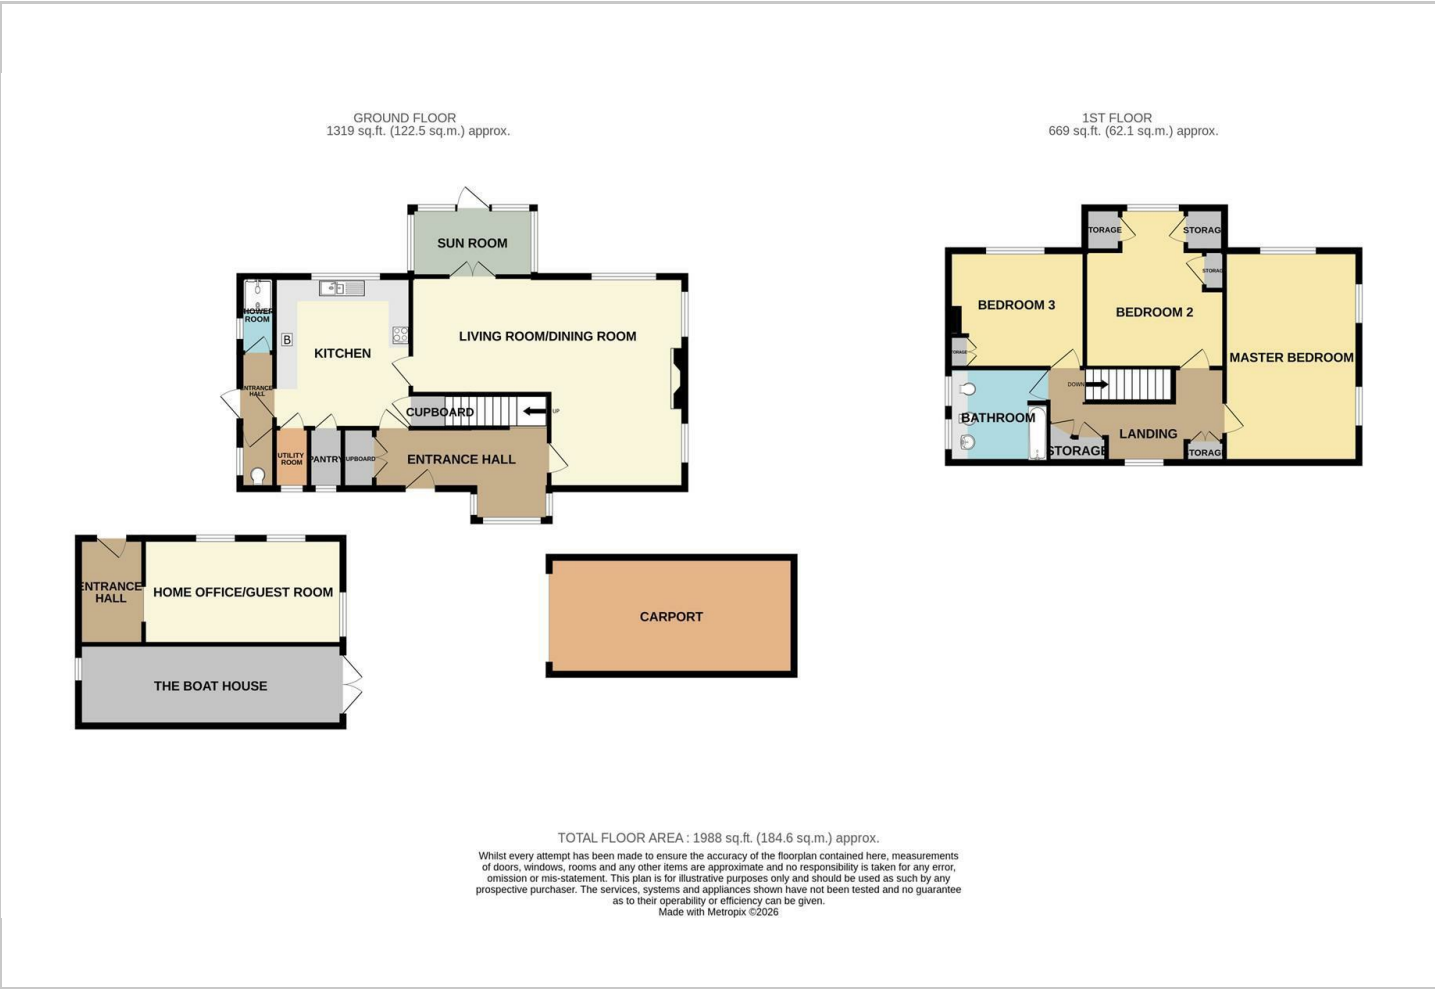 GROUND FLOOR
1319 sq.ft. (122.5 sq.m.) approx.
1ST FLOOR
669 sq.ft. (62.1 sq.m.) approx.
SUN ROOM
HOWER
ROOM
B
KITCHEN
LIVING ROOM/DINING ROOM
ENTRANCE
HALL
CUPBOARD
UP
UTILITY
ROOM
PANTRY
UPBOARD
ENTRANCE HALL
TORAGE
STORAG
STORAG
BEDROOM 3
BEDROOM 2
TORAGE
MASTER BEDROOM
DOWN
BATHROOM
LANDING
STORAGE
TORAG
ENTRANCE
HALL
HOME OFFICE/GUEST ROOM
THE BOAT HOUSE
CARPORT
TOTAL FLOOR AREA : 1988 sq.ft. (184.6 sq.m.) approx.
Whilst every attempt has been made to ensure the accuracy of the floorplan contained here, measurements
of doors, windows, rooms and any other items are approximate and no responsibility is taken for any error,
omission or mis-statement. This plan is for illustrative purposes only and should be used as such by any
prospective purchaser. The services, systems and appliances shown have not been tested and no guarantee
as to their operability or efficiency can be given.
Made with Metropix ©2026